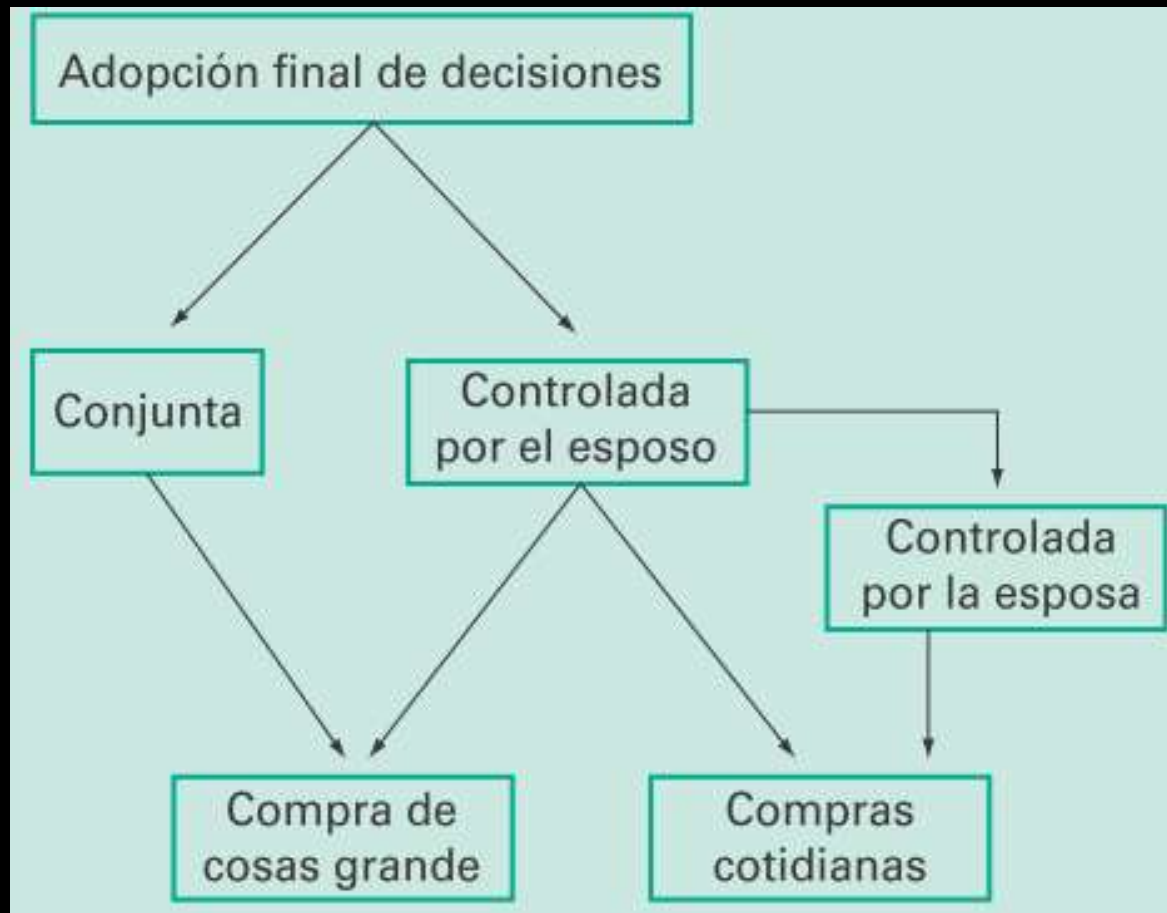 Adopción final de decisiones
Conjunta
Controlada
por el esposo
Controlada
por la esposa
Compra de
cosas grande
Compras
cotidianas